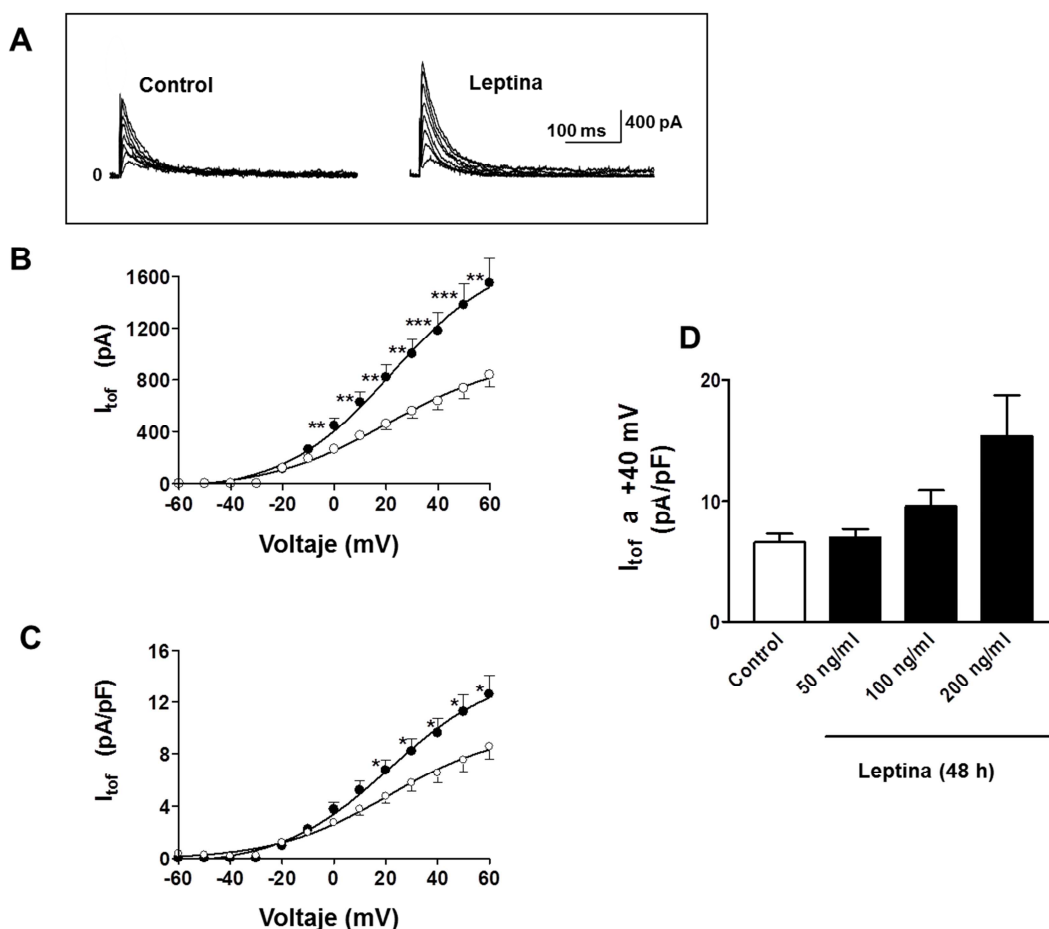 A
Control
Leptina
100 ms
400 pA
0
B
I tof (pA)
1600
1200
800
400
0
** ** ** ** ** *** *** **
-60 -40 -20 0 20 40 60
Voltaje (mV)
C
I tof (pA/pF)
16
12
8
4
0
* * * * *
-60 -40 -20 0 20 40 60
Voltaje (mV)
D
I tof a +40 mV
(pA/pF)
20
10
0
Control
50 ng/ml
100 ng/ml
200 ng/ml
Leptina (48 h)